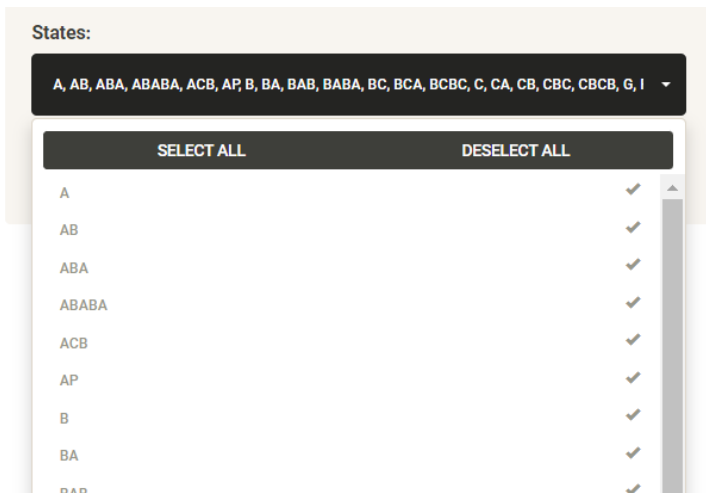 States:
A, AB, ABA, ABABA, ACB, AP, B, BA, BAB, BABA, BC, BCA, BCBC, C, CA, CB, CBC, CBCB, G, I
SELECT ALL DESELECT ALL
A
AB
ABA
ABABA
ACB
AP
B
BA
BAB